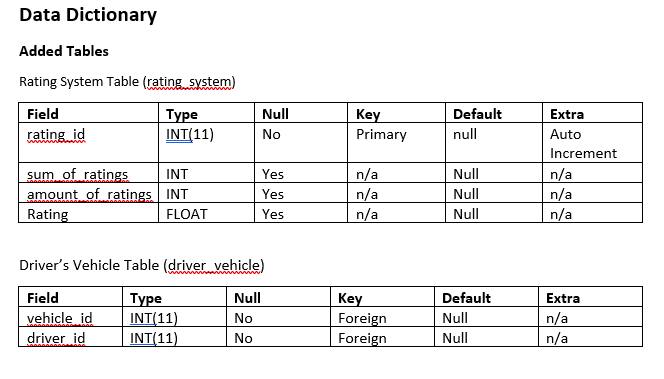 Data Dictionary
Added Tables
Rating System Table (rating_system)
Field Type Null Key Default Extra
rating_id INT(11) No Primary null Auto
Increment
sum_of_ratings INT Yes n/a Null n/a
amount_of_ratings INT Yes n/a Null n/a
Rating FLOAT Yes n/a Null n/a
Driver’s Vehicle Table (driver_vehicle)
Field Type Null Key Default Extra
vehicle_id INT(11) No Foreign Null n/a
driver_id INT(11) No Foreign Null n/a